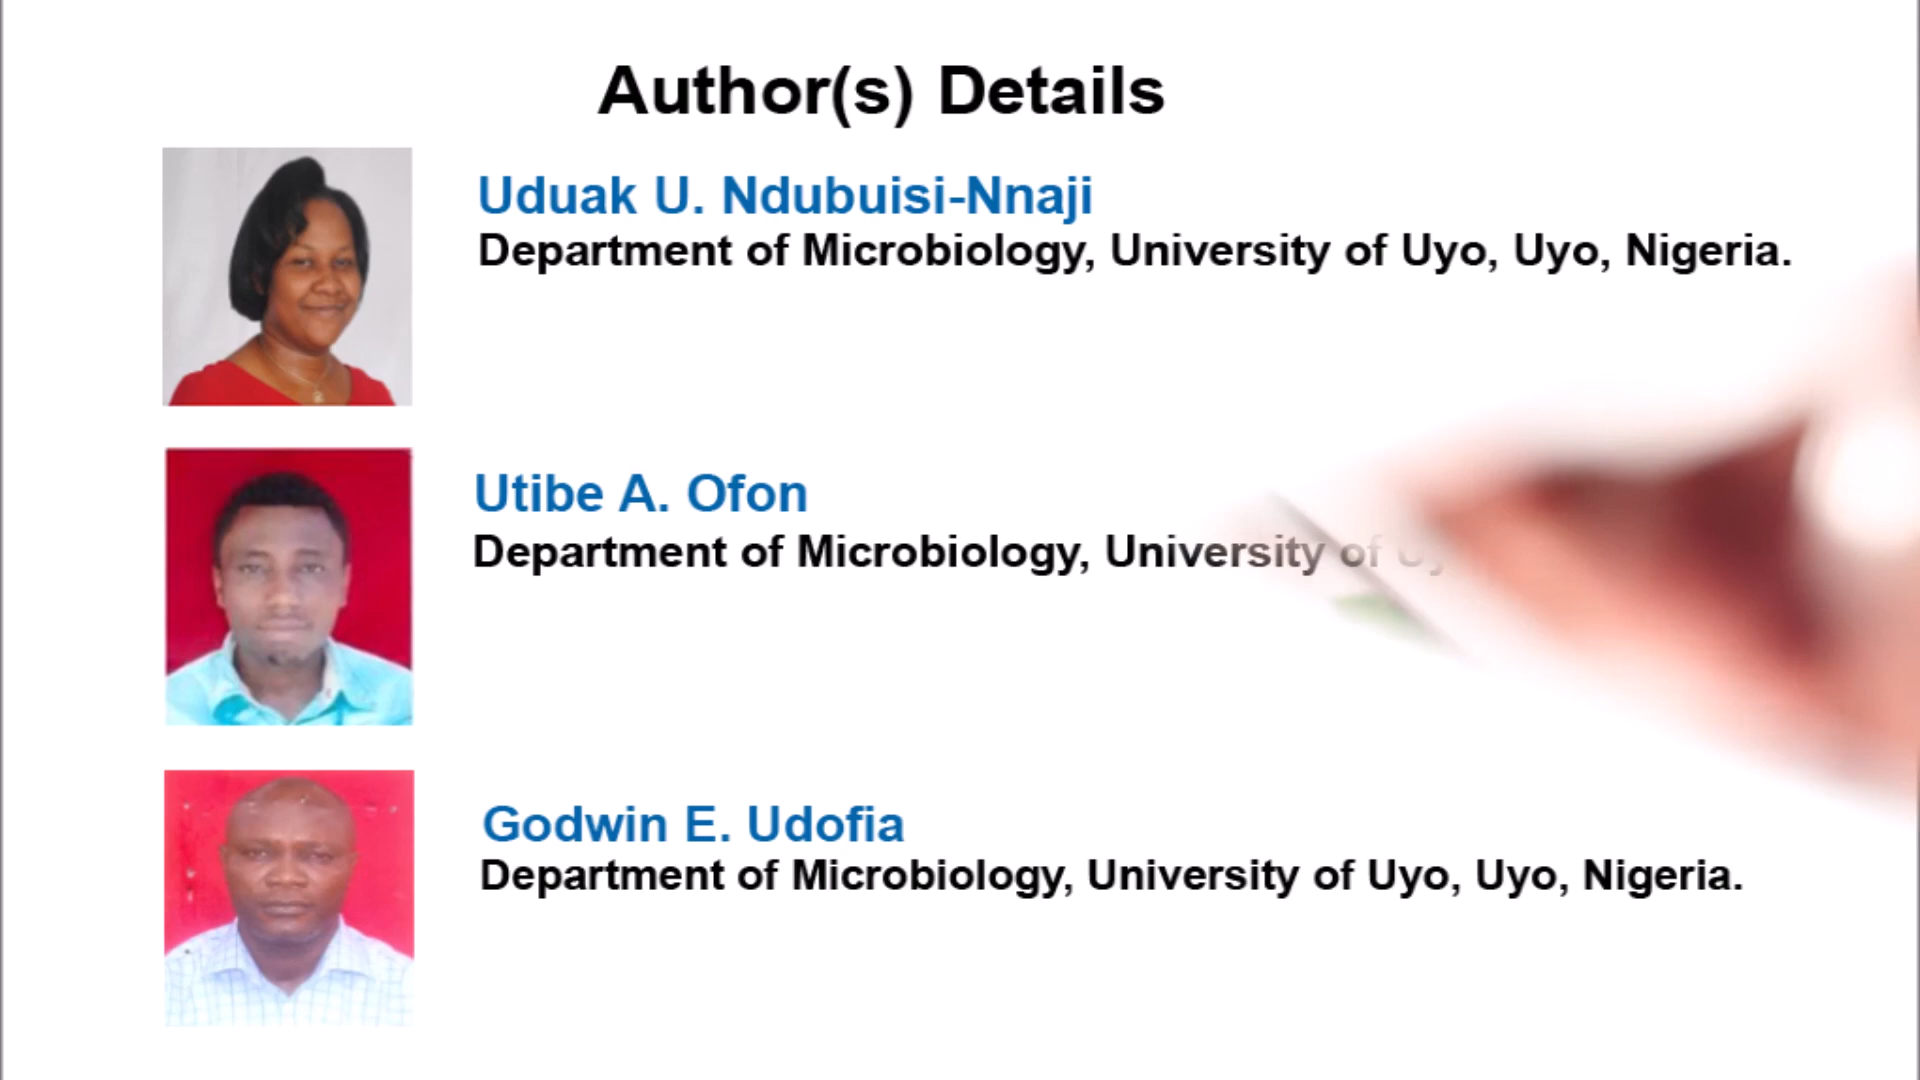 Author(s) Details
Uduak U. Ndubuisi-Nnaji
Department of Microbiology, University of Uyo, Uyo, Nigeria.
Utibe A. Ofon
Department of Microbiology, University of
Godwin E. Udofia
Department of Microbiology, University of Uyo, Uyo, Nigeria.